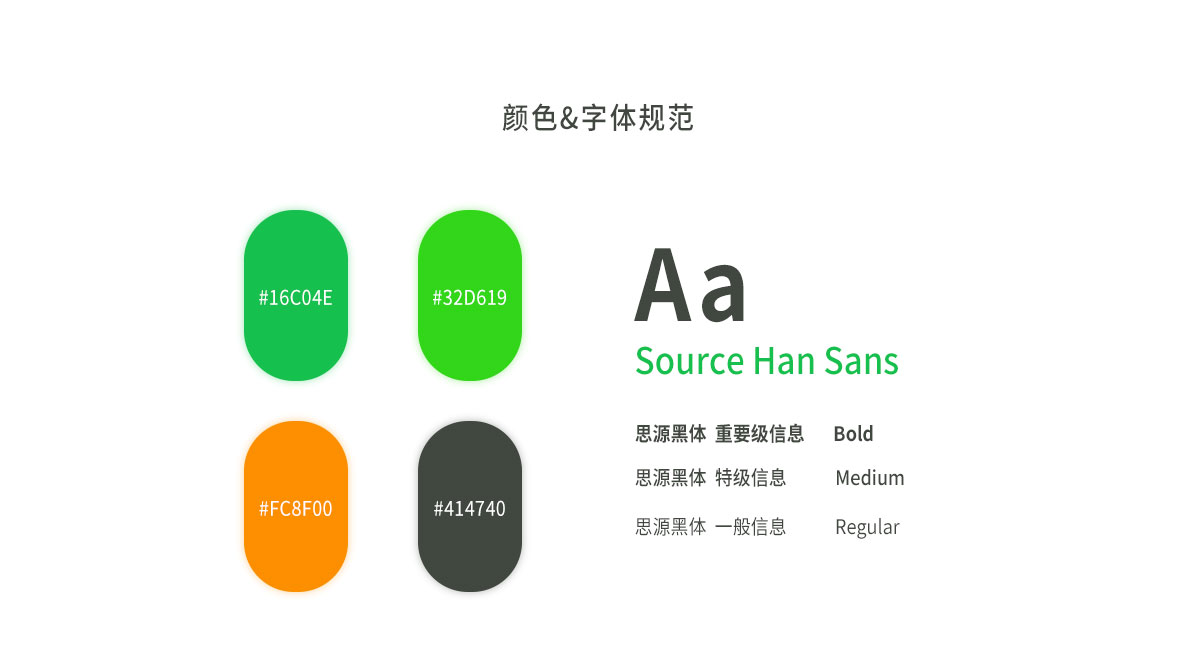 颜色&字体规范
#16C04E
#32D619
#FC8F00
#414740
Aa
Source Han Sans
思源黑体 重要级信息 Bold
思源黑体 特级信息 Medium
思源黑体 一般信息 Regular